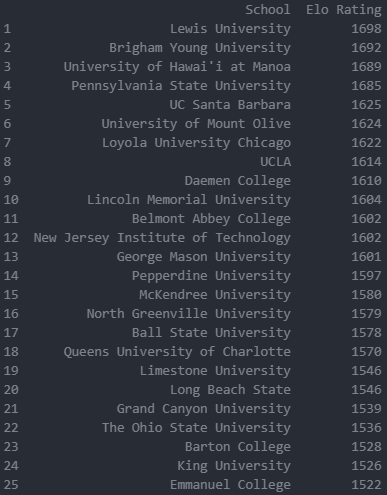 School Elo Rating
1 Lewis University 1698
2 Brigham Young University 1692
3 University of Hawai'i at Manoa 1689
4 Pennsylvania State University 1685
5 UC Santa Barbara 1625
6 University of Mount Olive 1624
7 Loyola University Chicago 1622
8 UCLA 1614
9 Daemen College 1610
10 Lincoln Memorial University 1604
11 Belmont Abbey College 1602
12 New Jersey Institute of Technology 1602
13 George Mason University 1601
14 Pepperdine University 1597
15 McKendree University 1580
16 North Greenville University 1579
17 Ball State University 1578
18 Queens University of Charlotte 1570
19 Limestone University 1546
20 Long Beach State 1546
21 Grand Canyon University 1539
22 The Ohio State University 1536
23 Barton College 1528
24 King University 1526
25 Emmanuel College 1522